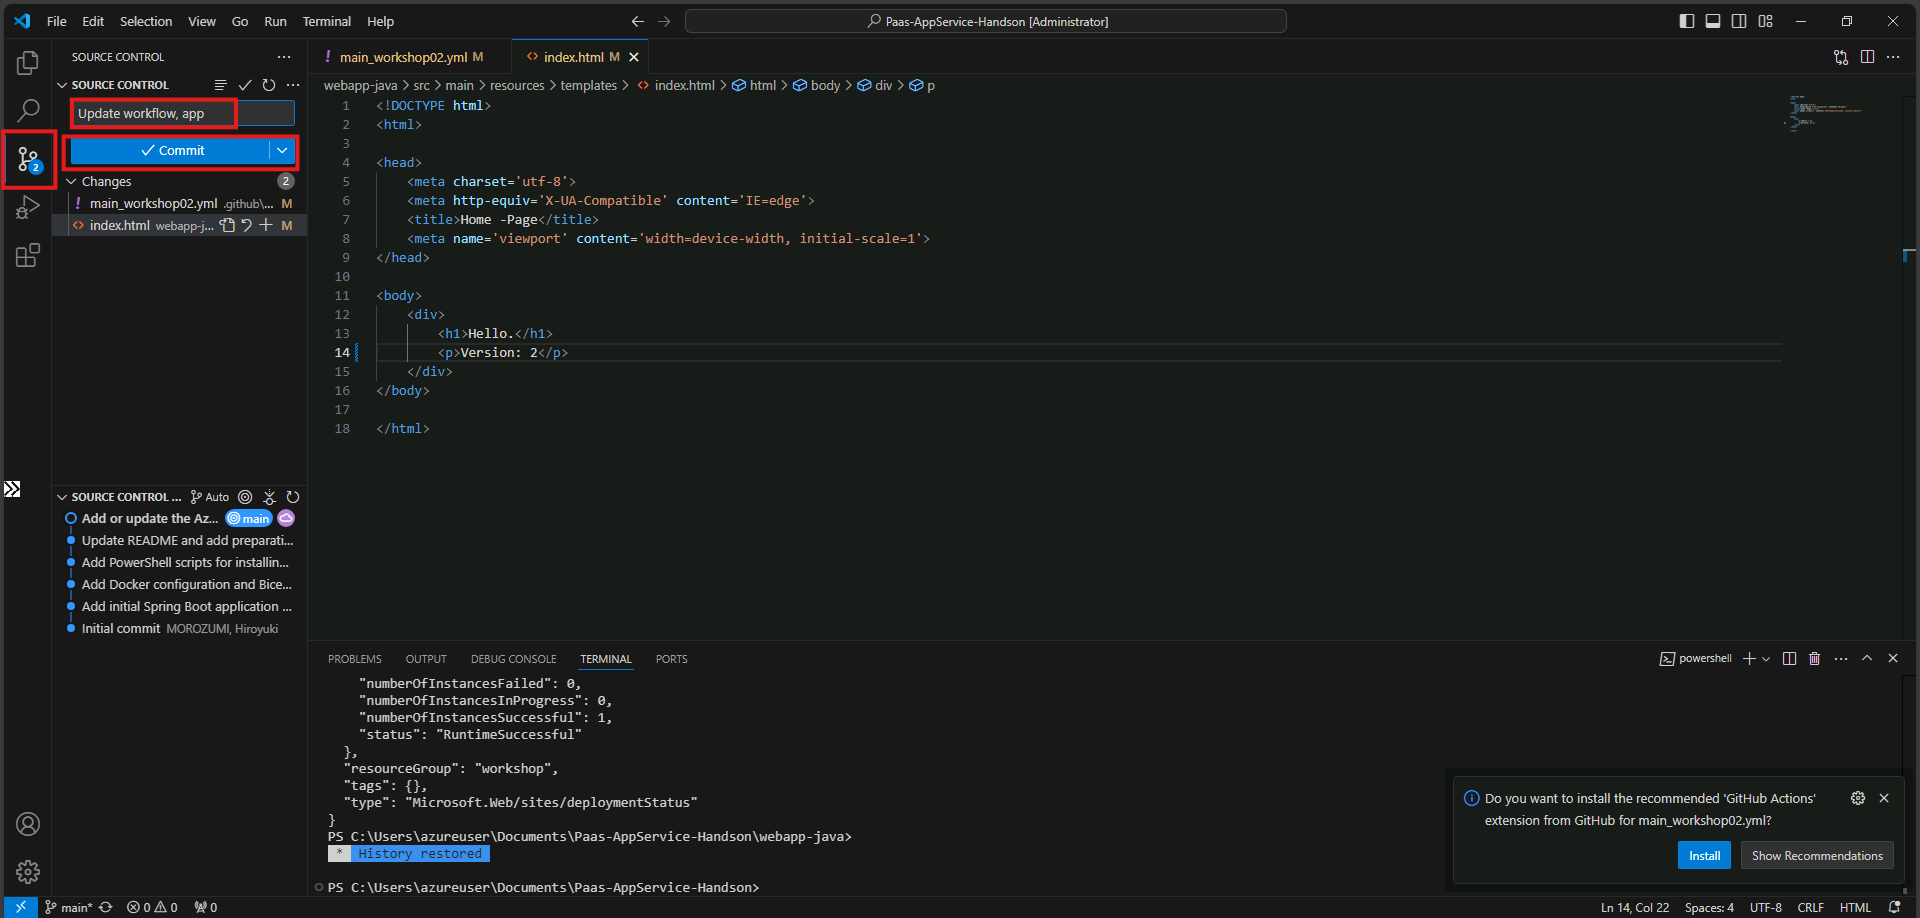 File Edit Selection View Go Run Terminal Help
Paas-AppService-Handson [Administrator]
SOURCE CONTROL
SOURCE CONTROL
Update workflow, app
Commit
2
Changes 2
main_workshop02.yml .github\... M
index.html webapp-j... M
SOURCE CONTROL ... Auto
Add or update the Az... main
Update README and add preparati...
Add PowerShell scripts for installin...
Add Docker configuration and Bice...
Add initial Spring Boot application ...
Initial commit MOROZUMI, Hiroyuki
main_workshop02.yml M
index.html M
webapp-java > src > main > resources > templates > index.html > html > body > div > p
1 <!DOCTYPE html>
2 <html>
3
4 <head>
5 <meta charset='utf-8'>
6 <meta http-equiv='X-UA-Compatible' content='IE=edge'>
7 <title>Home -Page</title>
8 <meta name='viewport' content='width=device-width, initial-scale=1'>
9 </head>
10
11 <body>
12 <div>
13 <h1>Hello.</h1>
14 <p>Version: 2</p>
15 </div>
16 </body>
17
18 </html>
PROBLEMS OUTPUT DEBUG CONSOLE TERMINAL PORTS
powershell
"numberOfInstancesFailed": 0,
"numberOfInstancesInProgress": 0,
"numberOfInstancesSuccessful": 1,
"status": "RuntimeSuccessful"
},
"resourceGroup": "workshop",
"tags": {},
"type": "Microsoft.Web/sites/deploymentStatus"
}
PS C:\Users\azureuser\Documents\Paas-AppService-Handson\webapp-java>
* History restored
PS C:\Users\azureuser\Documents\Paas-AppService-Handson>
Do you want to install the recommended 'GitHub Actions'
extension from GitHub for main_workshop02.yml?
Install Show Recommendations
main* 0 0 0
Ln 14, Col 22 Spaces: 4 UTF-8 CRLF HTML